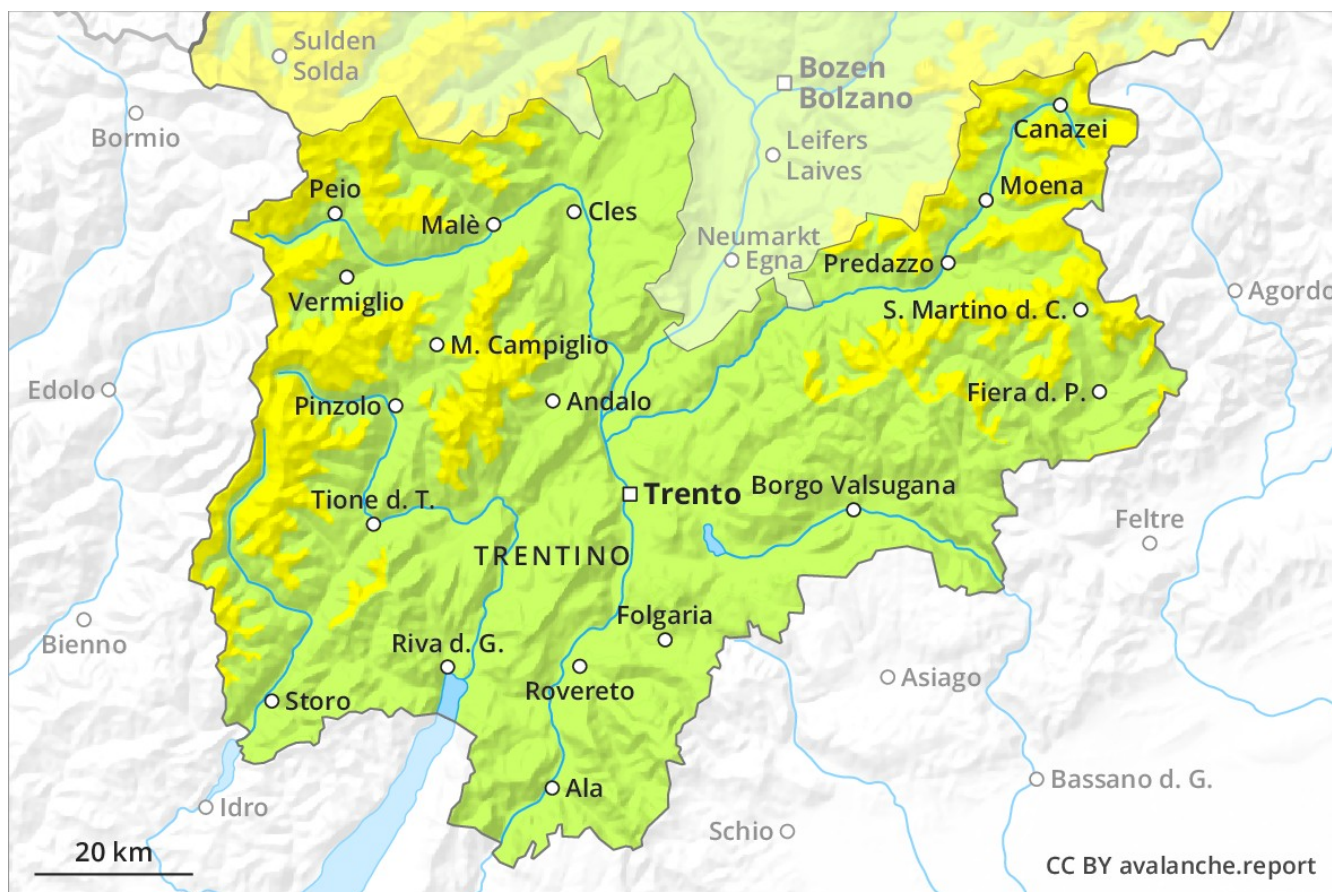 Sulden
Solda
Bozen
Bolzano
Bormio
Canazei
Leifers
Laives
Peio
Moena
Malè
Cles
Neumarkt
Egna
Predazzo
Vermiglio
Agordo
S. Martino d. C.
M. Campiglio
Edolo
Pinzolo
Andalo
Fiera d. P.
Tione d. T.
Trento
Borgo Valsugana
Feltre
TRENTINO
Folgaria
Bienno
Riva d. G.
Rovereto
Asiago
Storo
Ala
Bassano d. G.
Idro
Schio
20 km
CC BY avalanche.report